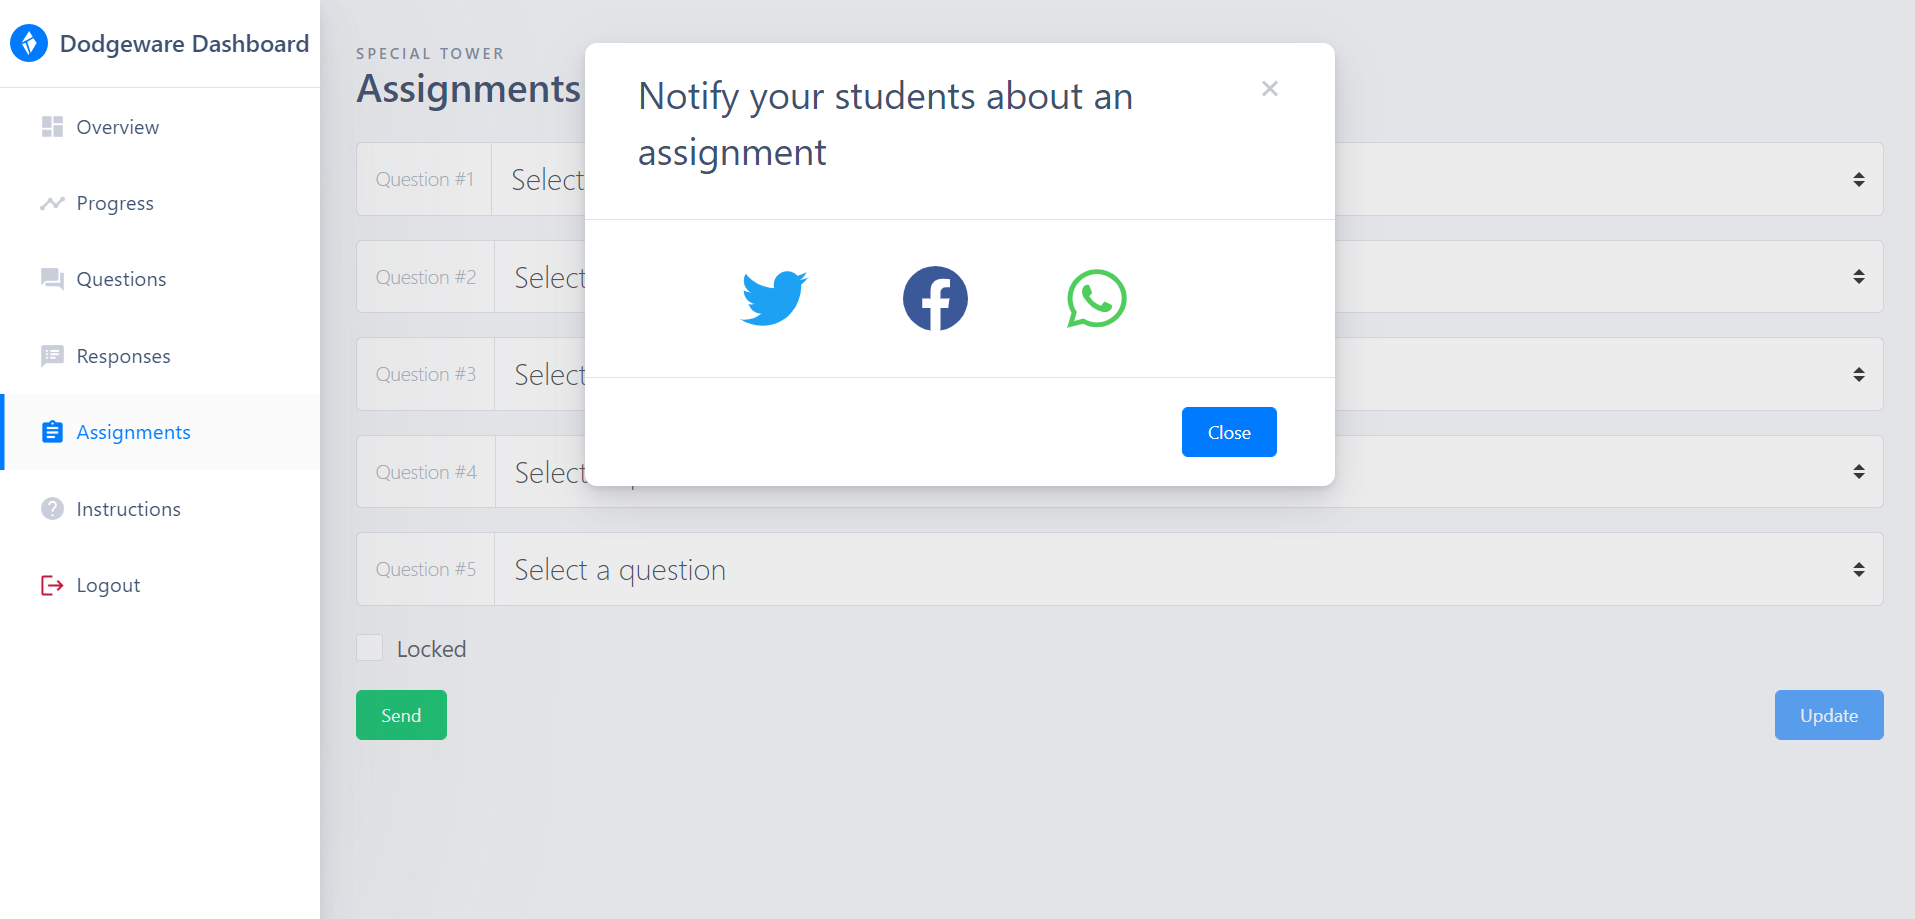 Dodgeware Dashboard
Overview
Progress
Questions
Responses
Assignments
Instructions
Logout
SPECIAL TOWER
Assignments
Question #1
Select
Question #2
Select
Question #3
Select
Question #4
Select
Question #5
Select a question
Locked
Send
Update
Notify your students about an
assignment
Close